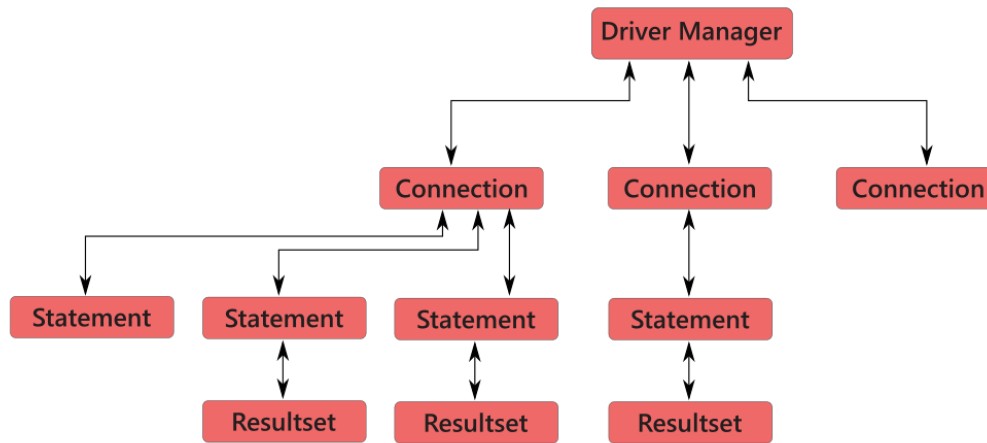 Driver Manager
Connection
Connection
Connection
Statement
Statement
Statement
Statement
Resultset
Resultset
Resultset